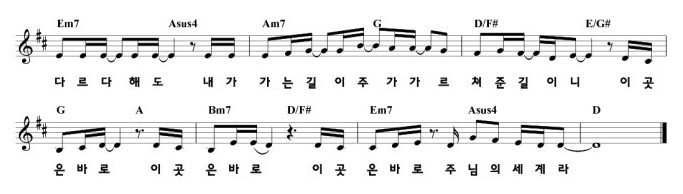 Em7 Asus4 Am7 G D/F# E/G#
다 르 다 해 도 내 가 가 는 길 이 주 가 가 르 쳐 준 길 이 니 이 곳
G A Bm7 D/F# Em7 Asus4 D
은 바 로 이 곳 은 바 로 이 곳 은 바 로 주 님 의 세 계 라